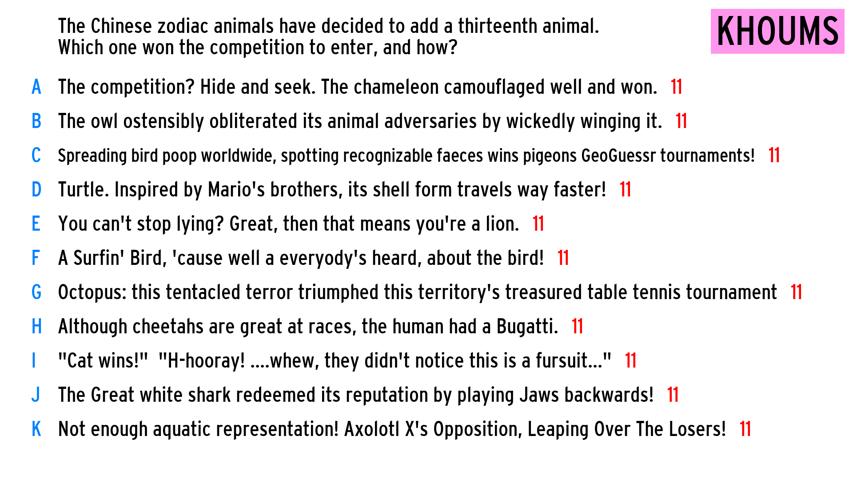 The Chinese zodiac animals have decided to add a thirteenth animal.
Which one won the competition to enter, and how?
KHOUMS
A The competition? Hide and seek. The chameleon camouflaged well and won. 11
B The owl ostensibly obliterated its animal adversaries by wickedly winging it. 11
C Spreading bird poop worldwide, spotting recognizable faeces wins pigeons GeoGuessr tournaments! 11
D Turtle. Inspired by Mario's brothers, its shell form travels way faster! 11
E You can't stop lying? Great, then that means you're a lion. 11
F A Surfin' Bird, 'cause well a everyody's heard, about the bird! 11
G Octopus: this tentacled terror triumphed this territory's treasured table tennis tournament 11
H Although cheetahs are great at races, the human had a Bugatti. 11
I "Cat wins!" "H-hooray! ....whew, they didn't notice this is a fursuit..." 11
J The Great white shark redeemed its reputation by playing Jaws backwards! 11
K Not enough aquatic representation! Axolotl X's Opposition, Leaping Over The Losers! 11